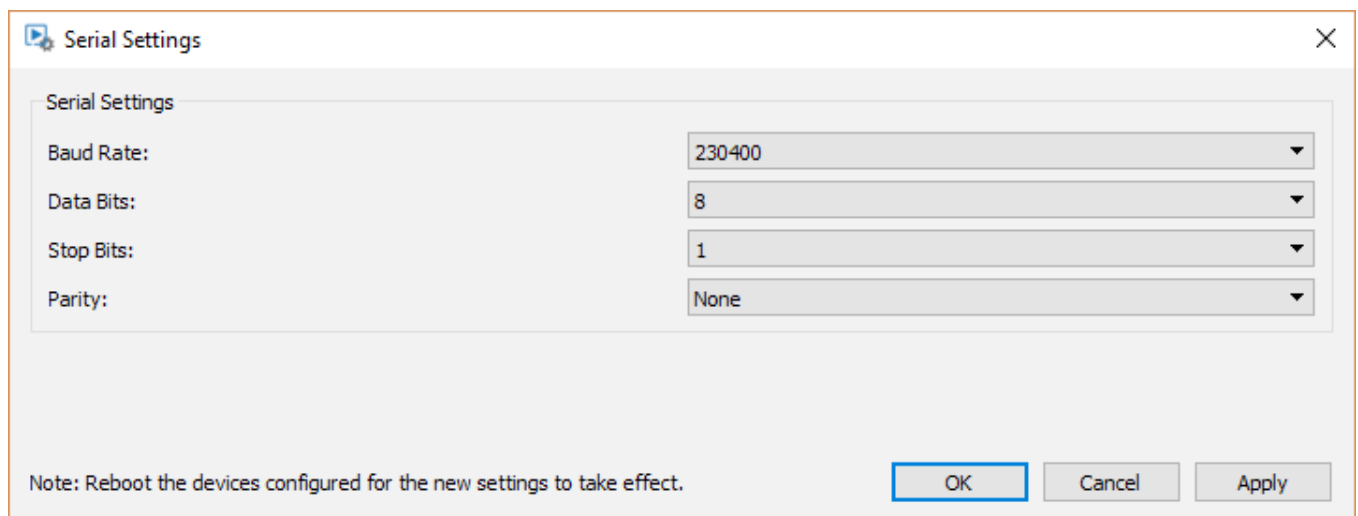 Serial Settings
Serial Settings
Baud Rate: 230400
Data Bits: 8
Stop Bits: 1
Parity: None
Note: Reboot the devices configured for the new settings to take effect. OK Cancel Apply